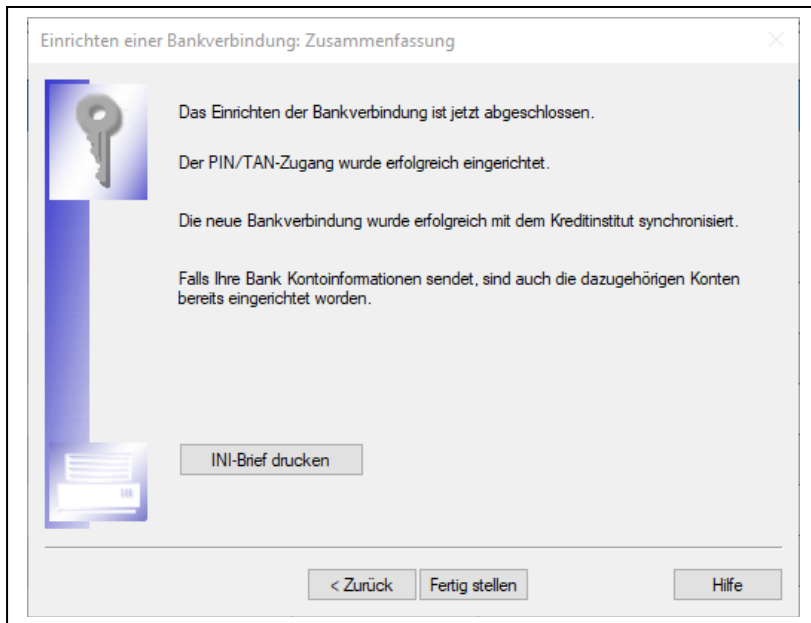 Einrichten einer Bankverbindung: Zusammenfassung
Das Einrichten der Bankverbindung ist jetzt abgeschlossen.
Der PIN/TAN-Zugang wurde erfolgreich eingerichtet.
Die neue Bankverbindung wurde erfolgreich mit dem Kreditinstitut synchronisiert.
Falls Ihre Bank Kontoinformationen sendet, sind auch die dazugehörigen Konten
bereits eingerichtet worden.
INI-Brief drucken
< Zurück
Fertig stellen
Hilfe